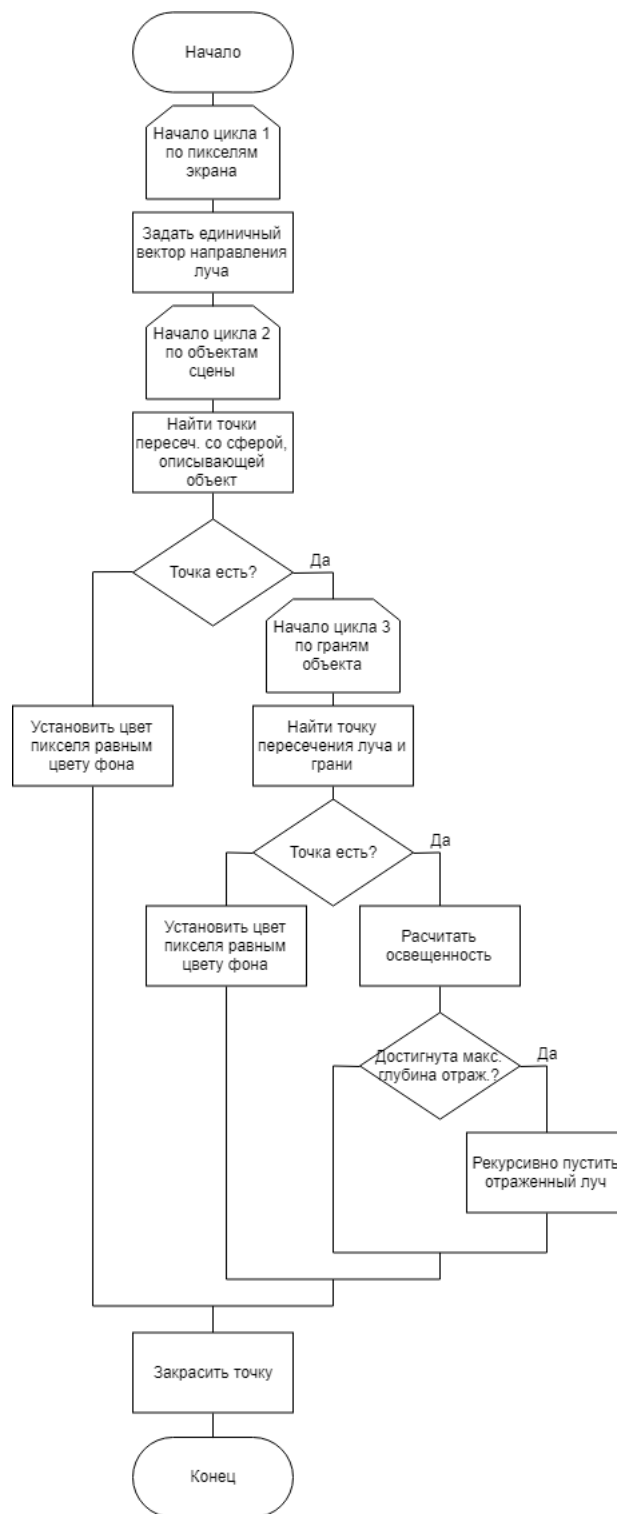 Начало
Начало цикла 1
по пикселям
экрана
Задать единичный
вектор направления
луча
Начало цикла 2
по объектам
сцены
Найти точки
пересеч. со сферой,
описывающей
объект
Точка есть?
Да
Начало цикла 3
по граням
объекта
Установить цвет
пикселя равным
цвету фона
Найти точку
пересечения луча и
грани
Точка есть?
Да
Установить цвет
пикселя равным
цвету фона
Расчитать
освещенность
Достигнута макс.
глубина отраж.?
Да
Рекурсивно пустить
отраженный луч
Закрасить точку
Конец